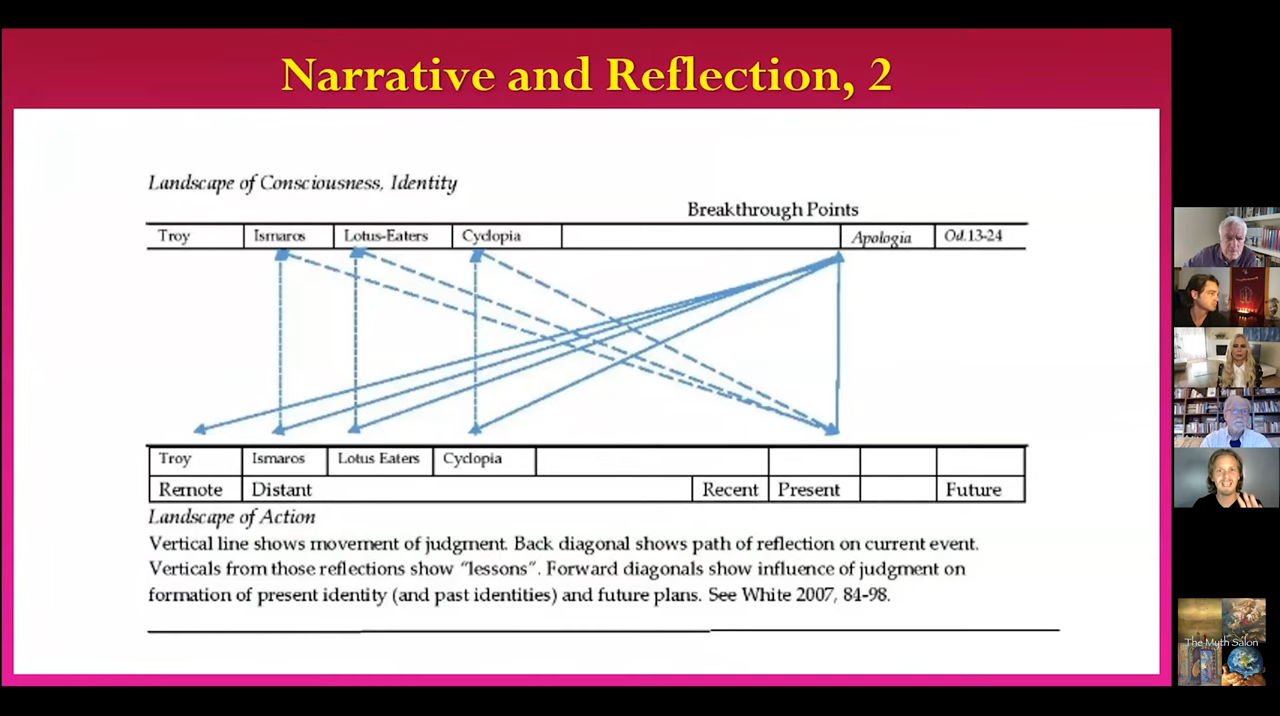 Narrative and Reflection, 2
Landscape of Consciousness, Identity
Breakthrough Points
Troy Ismaros Lotus-Eaters Cyclopia Apologia Od.13-24
Troy Ismaros Lotus Eaters Cyclopia
Remote Distant Recent Present Future
Landscape of Action
Vertical line shows movement of judgment. Back diagonal shows path of reflection on current event.
Verticals from those reflections show “lessons”. Forward diagonals show influence of judgment on
formation of present identity (and past identities) and future plans. See White 2007, 84-98.
The Myth Salon